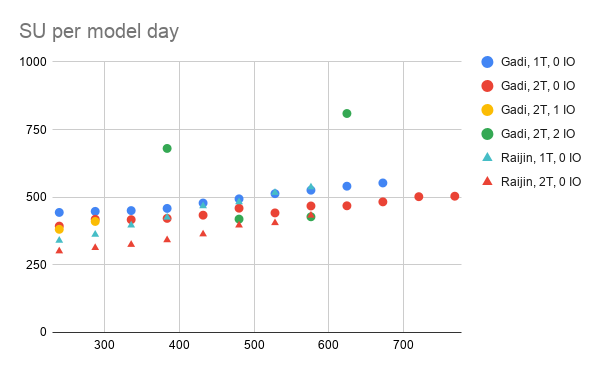 SU per model day
1000
750
500
250
0
300 400 500 600 700
Gadi, 1T, 0 IO
Gadi, 2T, 0 IO
Gadi, 2T, 1 IO
Gadi, 2T, 2 IO
Raijin, 1T, 0 IO
Raijin, 2T, 0 IO